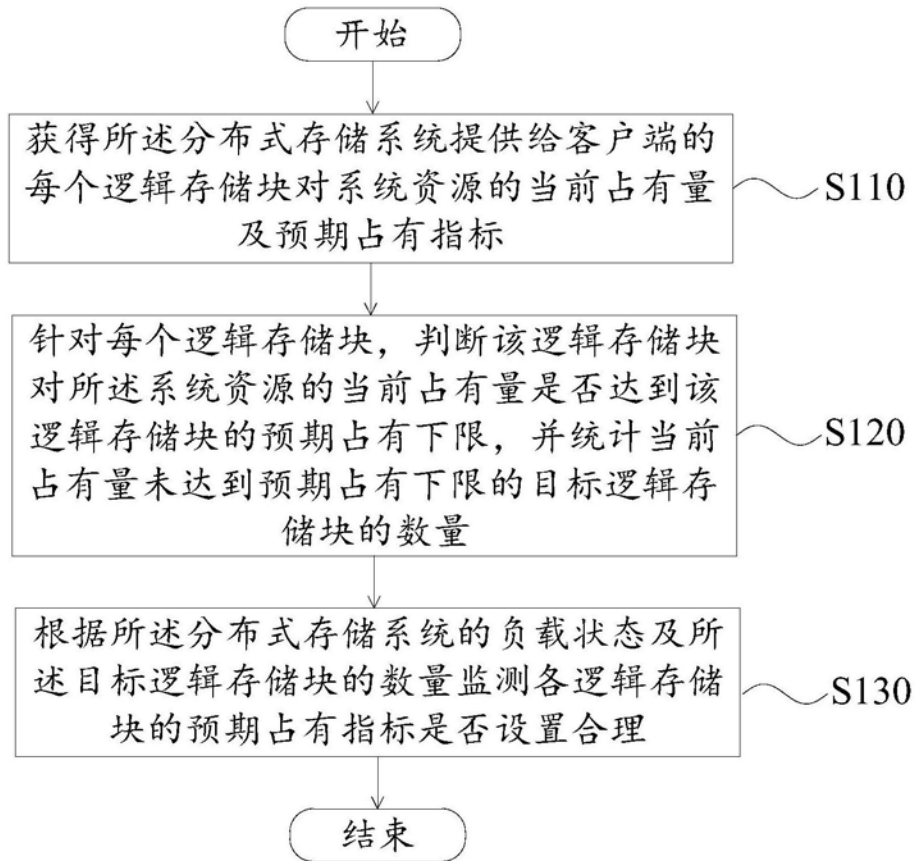 开始
获得所述分布式存储系统提供给客户端的
每个逻辑存储块对系统资源的当前占有量
及预期占有指标
S110
针对每个逻辑存储块，判断该逻辑存储块
对所述系统资源的当前占有量是否达到该
逻辑存储块的预期占有下限，并统计当前
占有量未达到预期占有下限的目标逻辑存
储块的数量
S120
根据所述分布式存储系统的负载状态及所
述目标逻辑存储块的数量监测各逻辑存储
块的预期占有指标是否设置合理
S130
结束